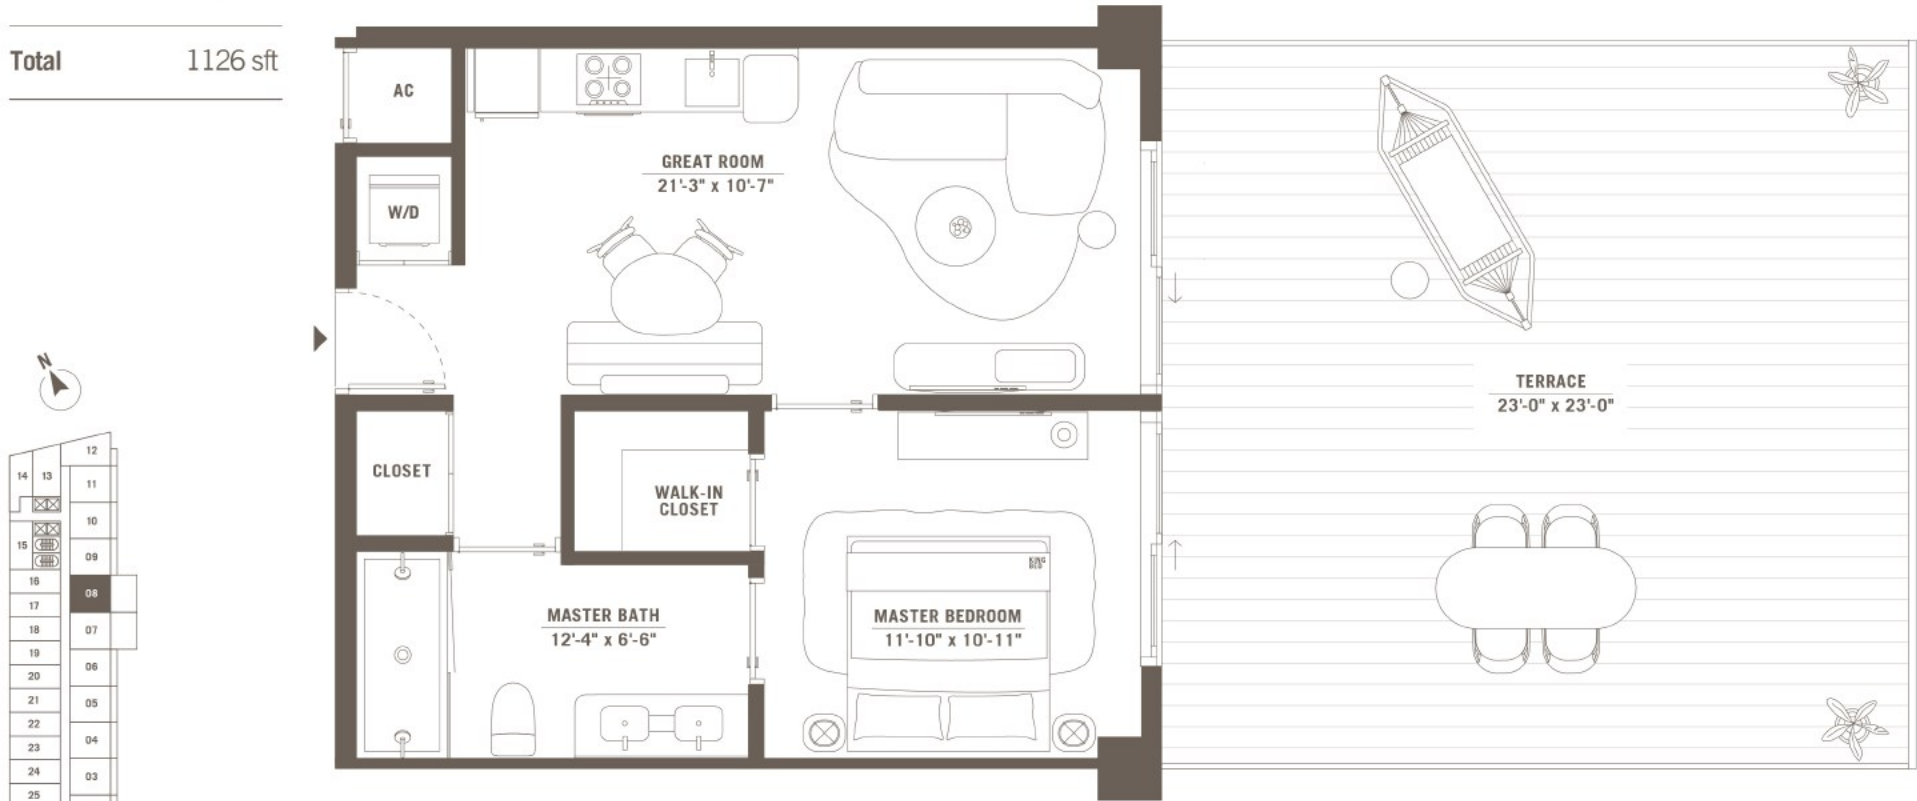 Total 1126 sft
AC
W/D
GREAT ROOM
21'-3" x 10'-7"
TERRACE
23'-0" x 23'-0"
CLOSET
WALK-IN
CLOSET
KING
BED
MASTER BATH
12'-4" x 6'-6"
MASTER BEDROOM
11'-10" x 10'-11"
N
12
14 13
11
10
15
09
16
08
17
18
07
19
06
20
21
05
22
23
04
24
03
25